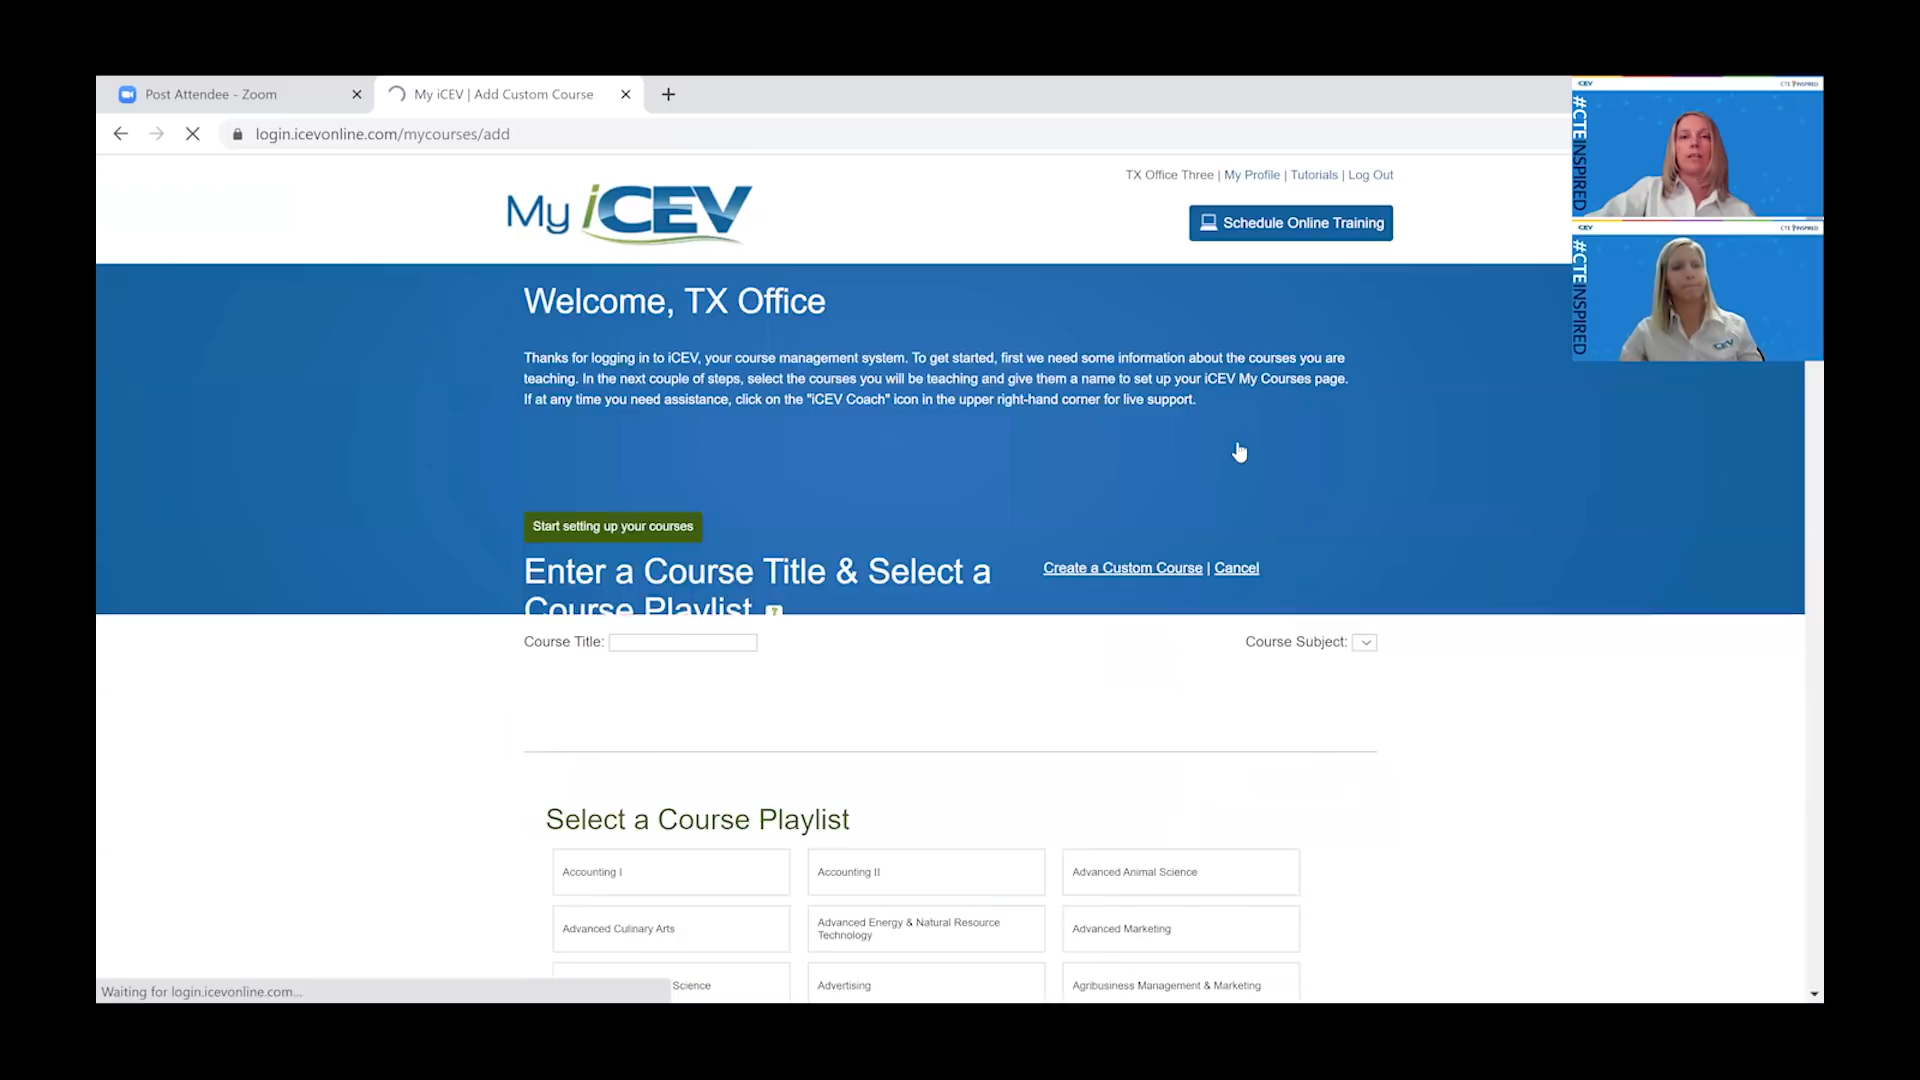 Post Attendee - Zoom
My iCEV | Add Custom Course
login.icevonline.com/mycourses/add
CEV
CTE INSPIRED
#CTEINSPIRED
TX Office Three | My Profile | Tutorials | Log Out
My iCEV
Schedule Online Training
CEV
CTE INSPIRED
#CTEINSPIRED
CEV
Welcome, TX Office
Thanks for logging in to iCEV, your course management system. To get started, first we need some information about the courses you are
teaching. In the next couple of steps, select the courses you will be teaching and give them a name to set up your iCEV My Courses page.
If at any time you need assistance, click on the "iCEV Coach" icon in the upper right-hand corner for live support.
Start setting up your courses
Enter a Course Title & Select a
Course Playlist ?
Create a Custom Course | Cancel
Course Title:
Course Subject:
Select a Course Playlist
Accounting I
Accounting II
Advanced Animal Science
Advanced Culinary Arts
Advanced Energy & Natural Resource
Technology
Advanced Marketing
Science
Advertising
Agribusiness Management & Marketing
Waiting for login.icevonline.com...